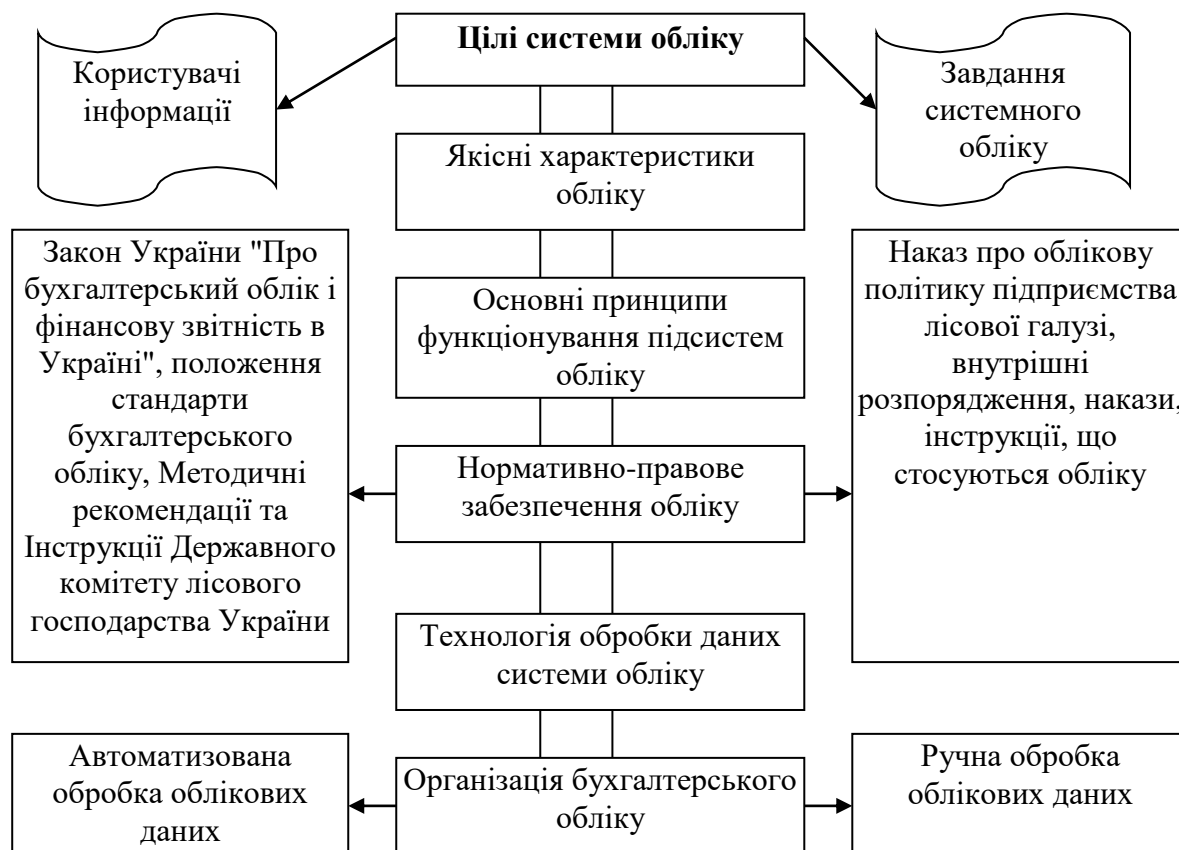 Цілі системи обліку
Користувачі
інформації
Завдання
системного
обліку
Якісні характеристики
обліку
Закон України "Про
бухгалтерський облік і
фінансову звітність в
Україні", положення
стандарти
бухгалтерського
обліку, Методичні
рекомендації та
Інструкції Державного
комітету лісового
господарства України
Основні принципи
функціонування підсистем
обліку
Наказ про облікову
політику підприємства
лісової галузі,
внутрішні
розпорядження, накази,
інструкції, що
стосуються обліку
Нормативно-правове
забезпечення обліку
Технологія обробки даних
системи обліку
Автоматизована
обробка облікових
даних
Організація бухгалтерського
обліку
Ручна обробка
облікових даних